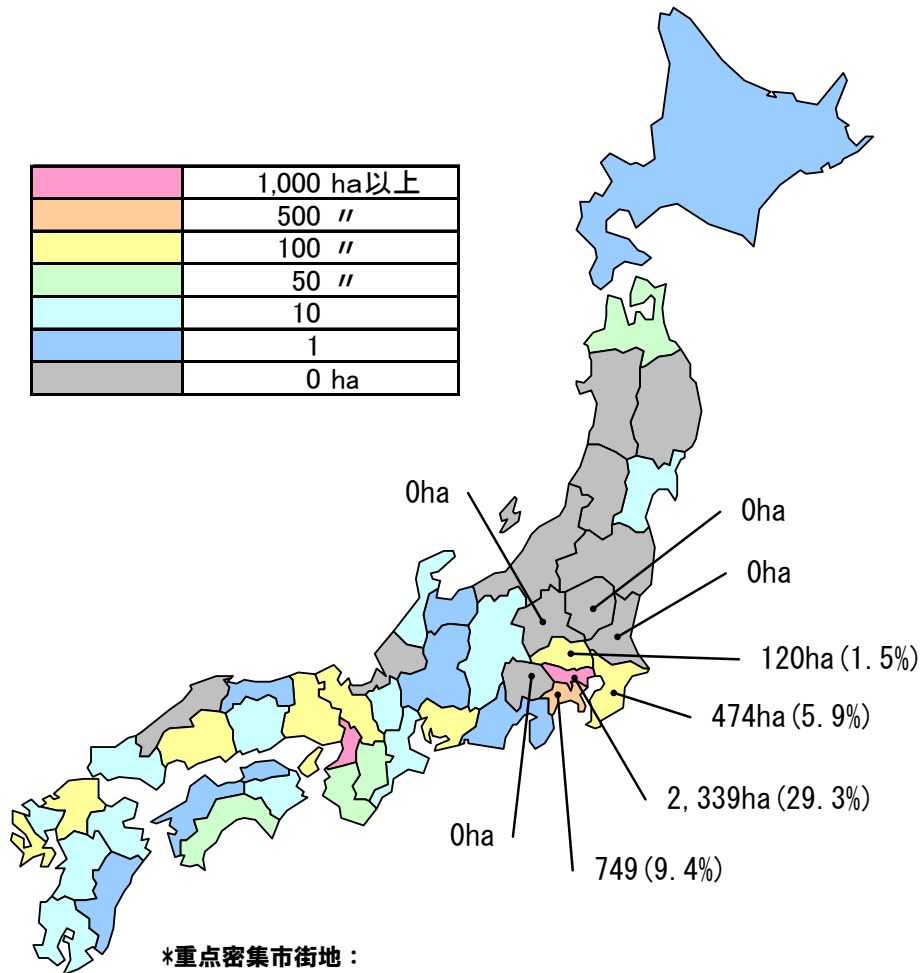 1,000 ha以上
500 〃
100 〃
50 〃
10
1
0 ha
0ha
0ha
0ha
120ha(1.5%)
474ha(5.9%)
2,339ha(29.3%)
0ha
749(9.4%)
*重点密集市街地：